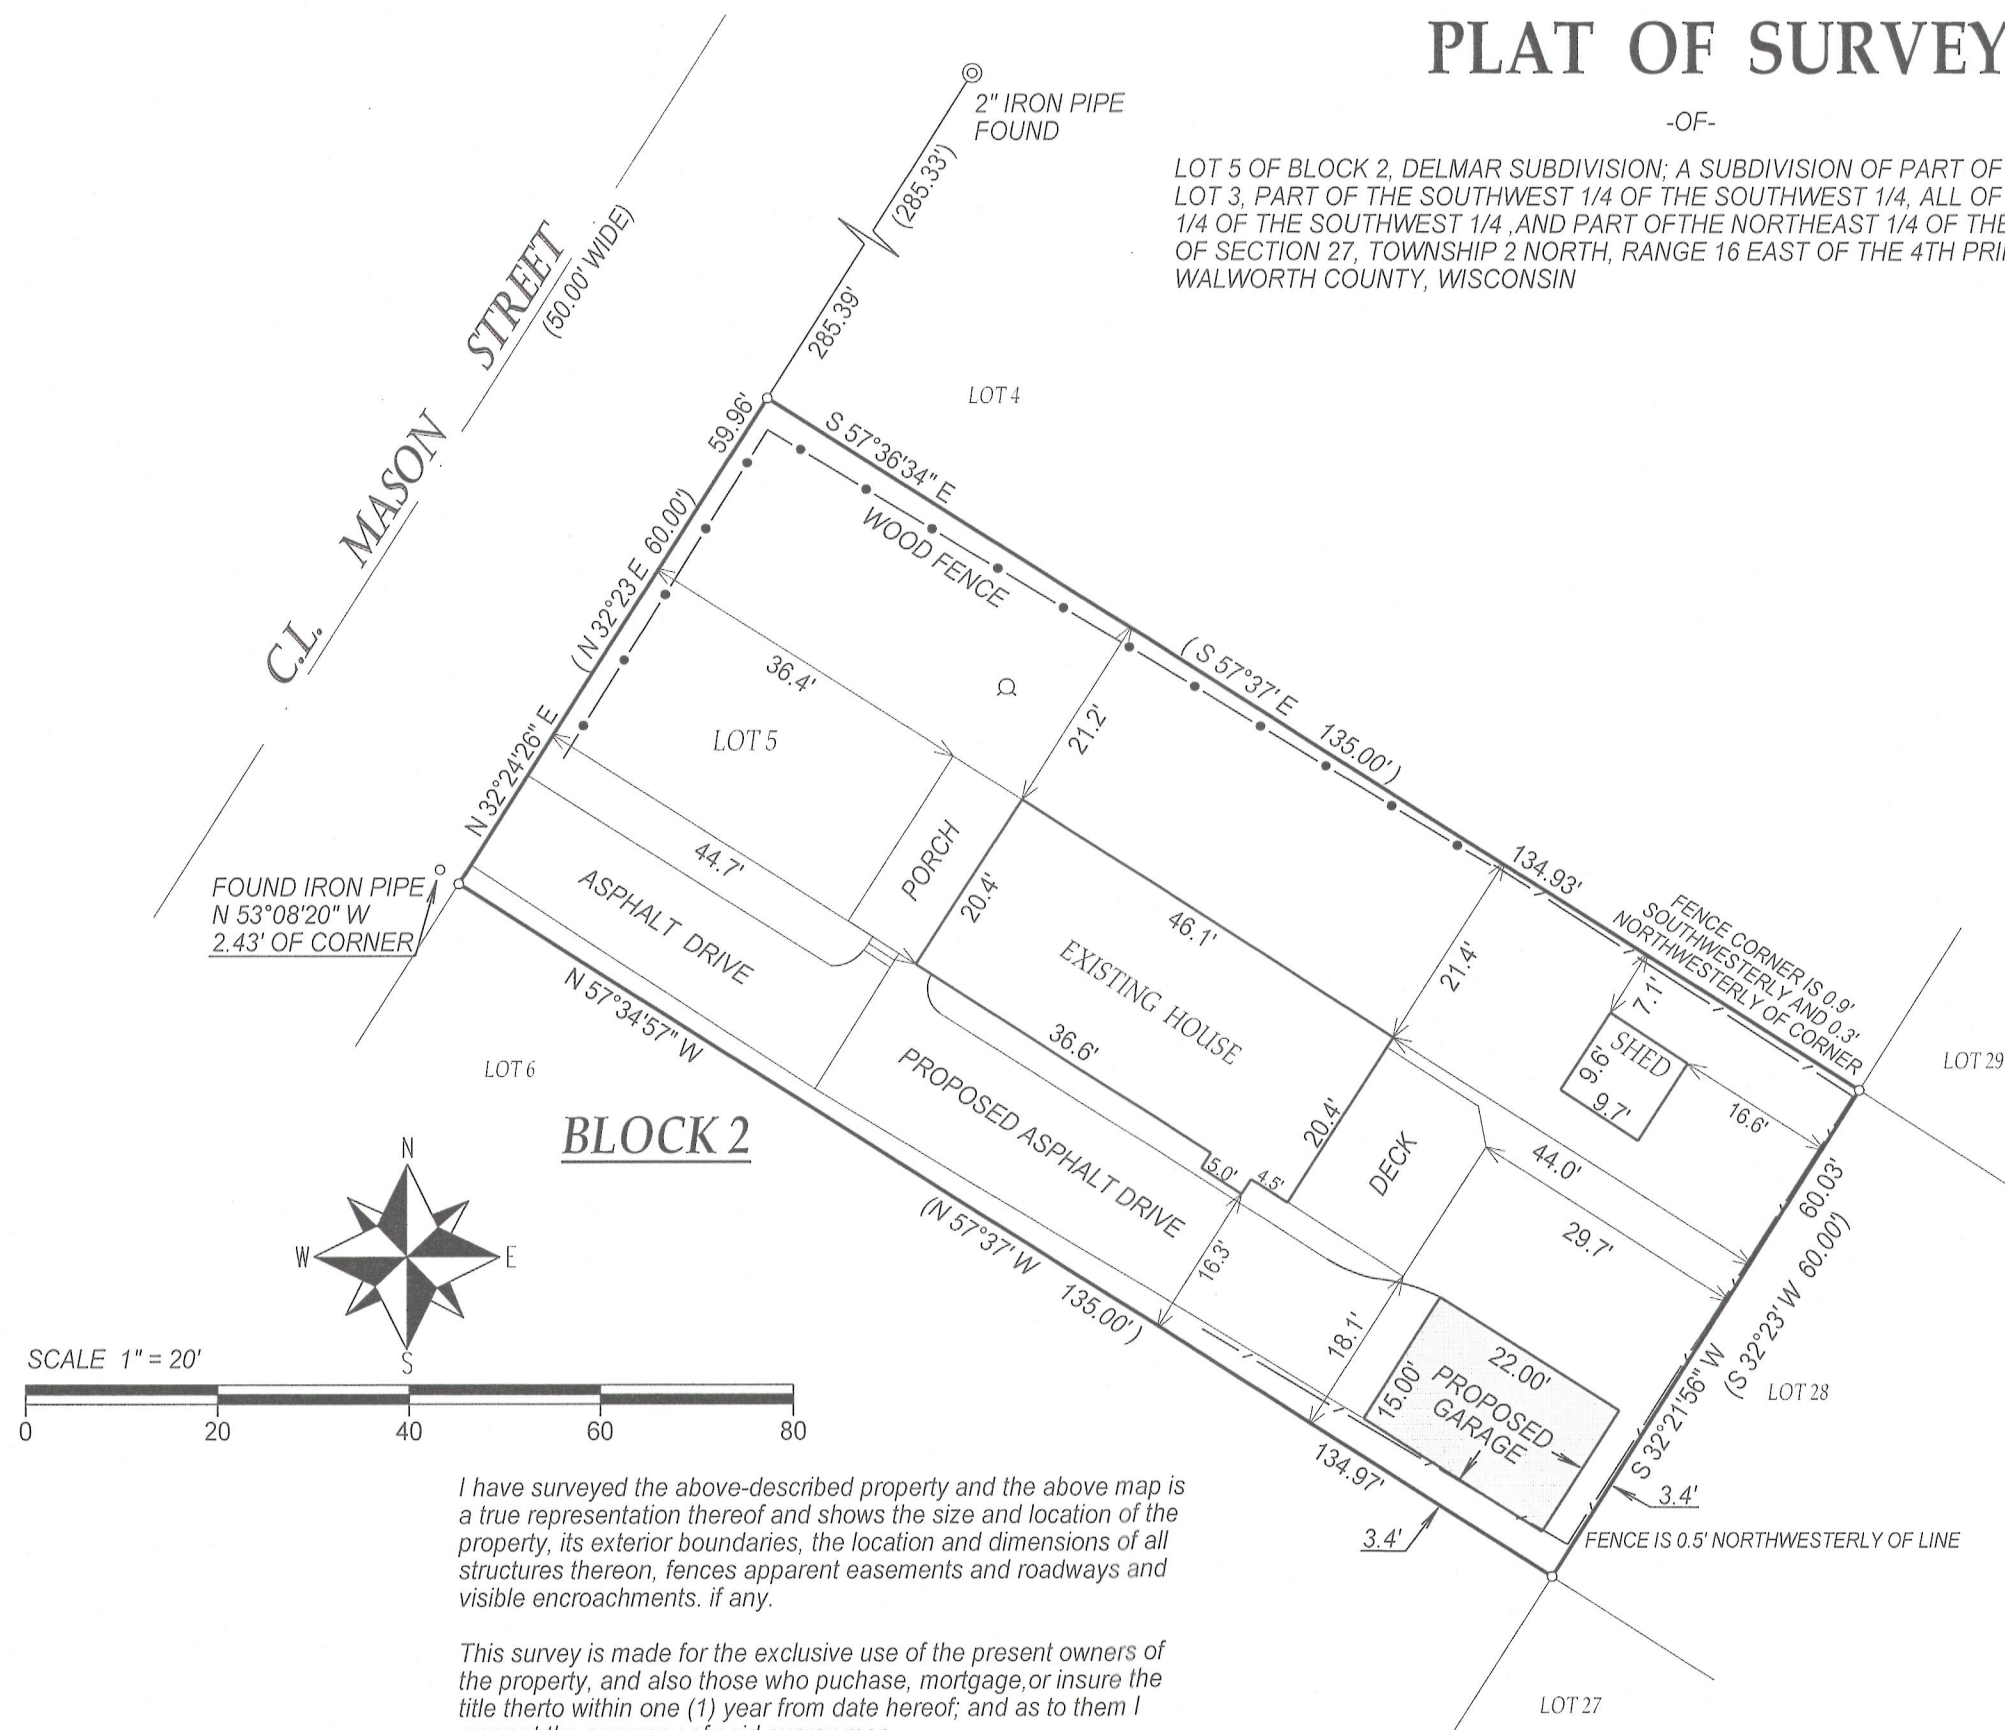 PLAT OF SURVEY
-OF-
LOT 5 OF BLOCK 2, DELMAR SUBDIVISION; A SUBDIVISION OF PART OF
LOT 3, PART OF THE SOUTHWEST 1/4 OF THE SOUTHWEST 1/4, ALL OF
1/4 OF THE SOUTHWEST 1/4 ,AND PART OFTHE NORTHEAST 1/4 OF THE
OF SECTION 27, TOWNSHIP 2 NORTH, RANGE 16 EAST OF THE 4TH
WALWORTH COUNTY, WISCONSIN
2" IRON PIPE
FOUND
(285.33')
285.39'
C.L. MASON STREET
(50.00' WIDE)
LOT 4
59.96'
(N 32°23 E 60.00')
N 32°24'26" E
S 57°36'34" E
WOOD FENCE
(S 57°37' E 135.00')
134.93'
36.4'
LOT 5
21.2'
44.7'
PORCH
20.4'
ASPHALT DRIVE
46.1'
EXISTING HOUSE
36.6'
21.4'
FENCE CORNER IS 0.9'
SOUTHWESTERLY AND 0.3'
NORTHWESTERLY OF CORNER
7.1'
SHED
9.6'
9.7'
16.6'
LOT 29
FOUND IRON PIPE
N 53°08'20" W
2.43' OF CORNER
N 57°34'57" W
LOT 6
BLOCK 2
PROPOSED ASPHALT DRIVE
5.0'
4.5'
20.4'
DECK
44.0'
29.7'
60.03'
(S 32°23' W 60.00')
S 32°21'56" W
LOT 28
(N 57°37' W 135.00')
16.3'
18.1'
15.00'
22.00'
PROPOSED
GARAGE
134.97'
3.4'
3.4'
FENCE IS 0.5' NORTHWESTERLY OF LINE
LOT 27
N
W
E
S
SCALE 1" = 20'
0 20 40 60 80
I have surveyed the above-described property and the above map is
a true representation thereof and shows the size and location of the
property, its exterior boundaries, the location and dimensions of all
structures thereon, fences apparent easements and roadways and
visible encroachments. if any.
This survey is made for the exclusive use of the present owners of
the property, and also those who puchase, mortgage,or insure the
title therto within one (1) year from date hereof; and as to them I